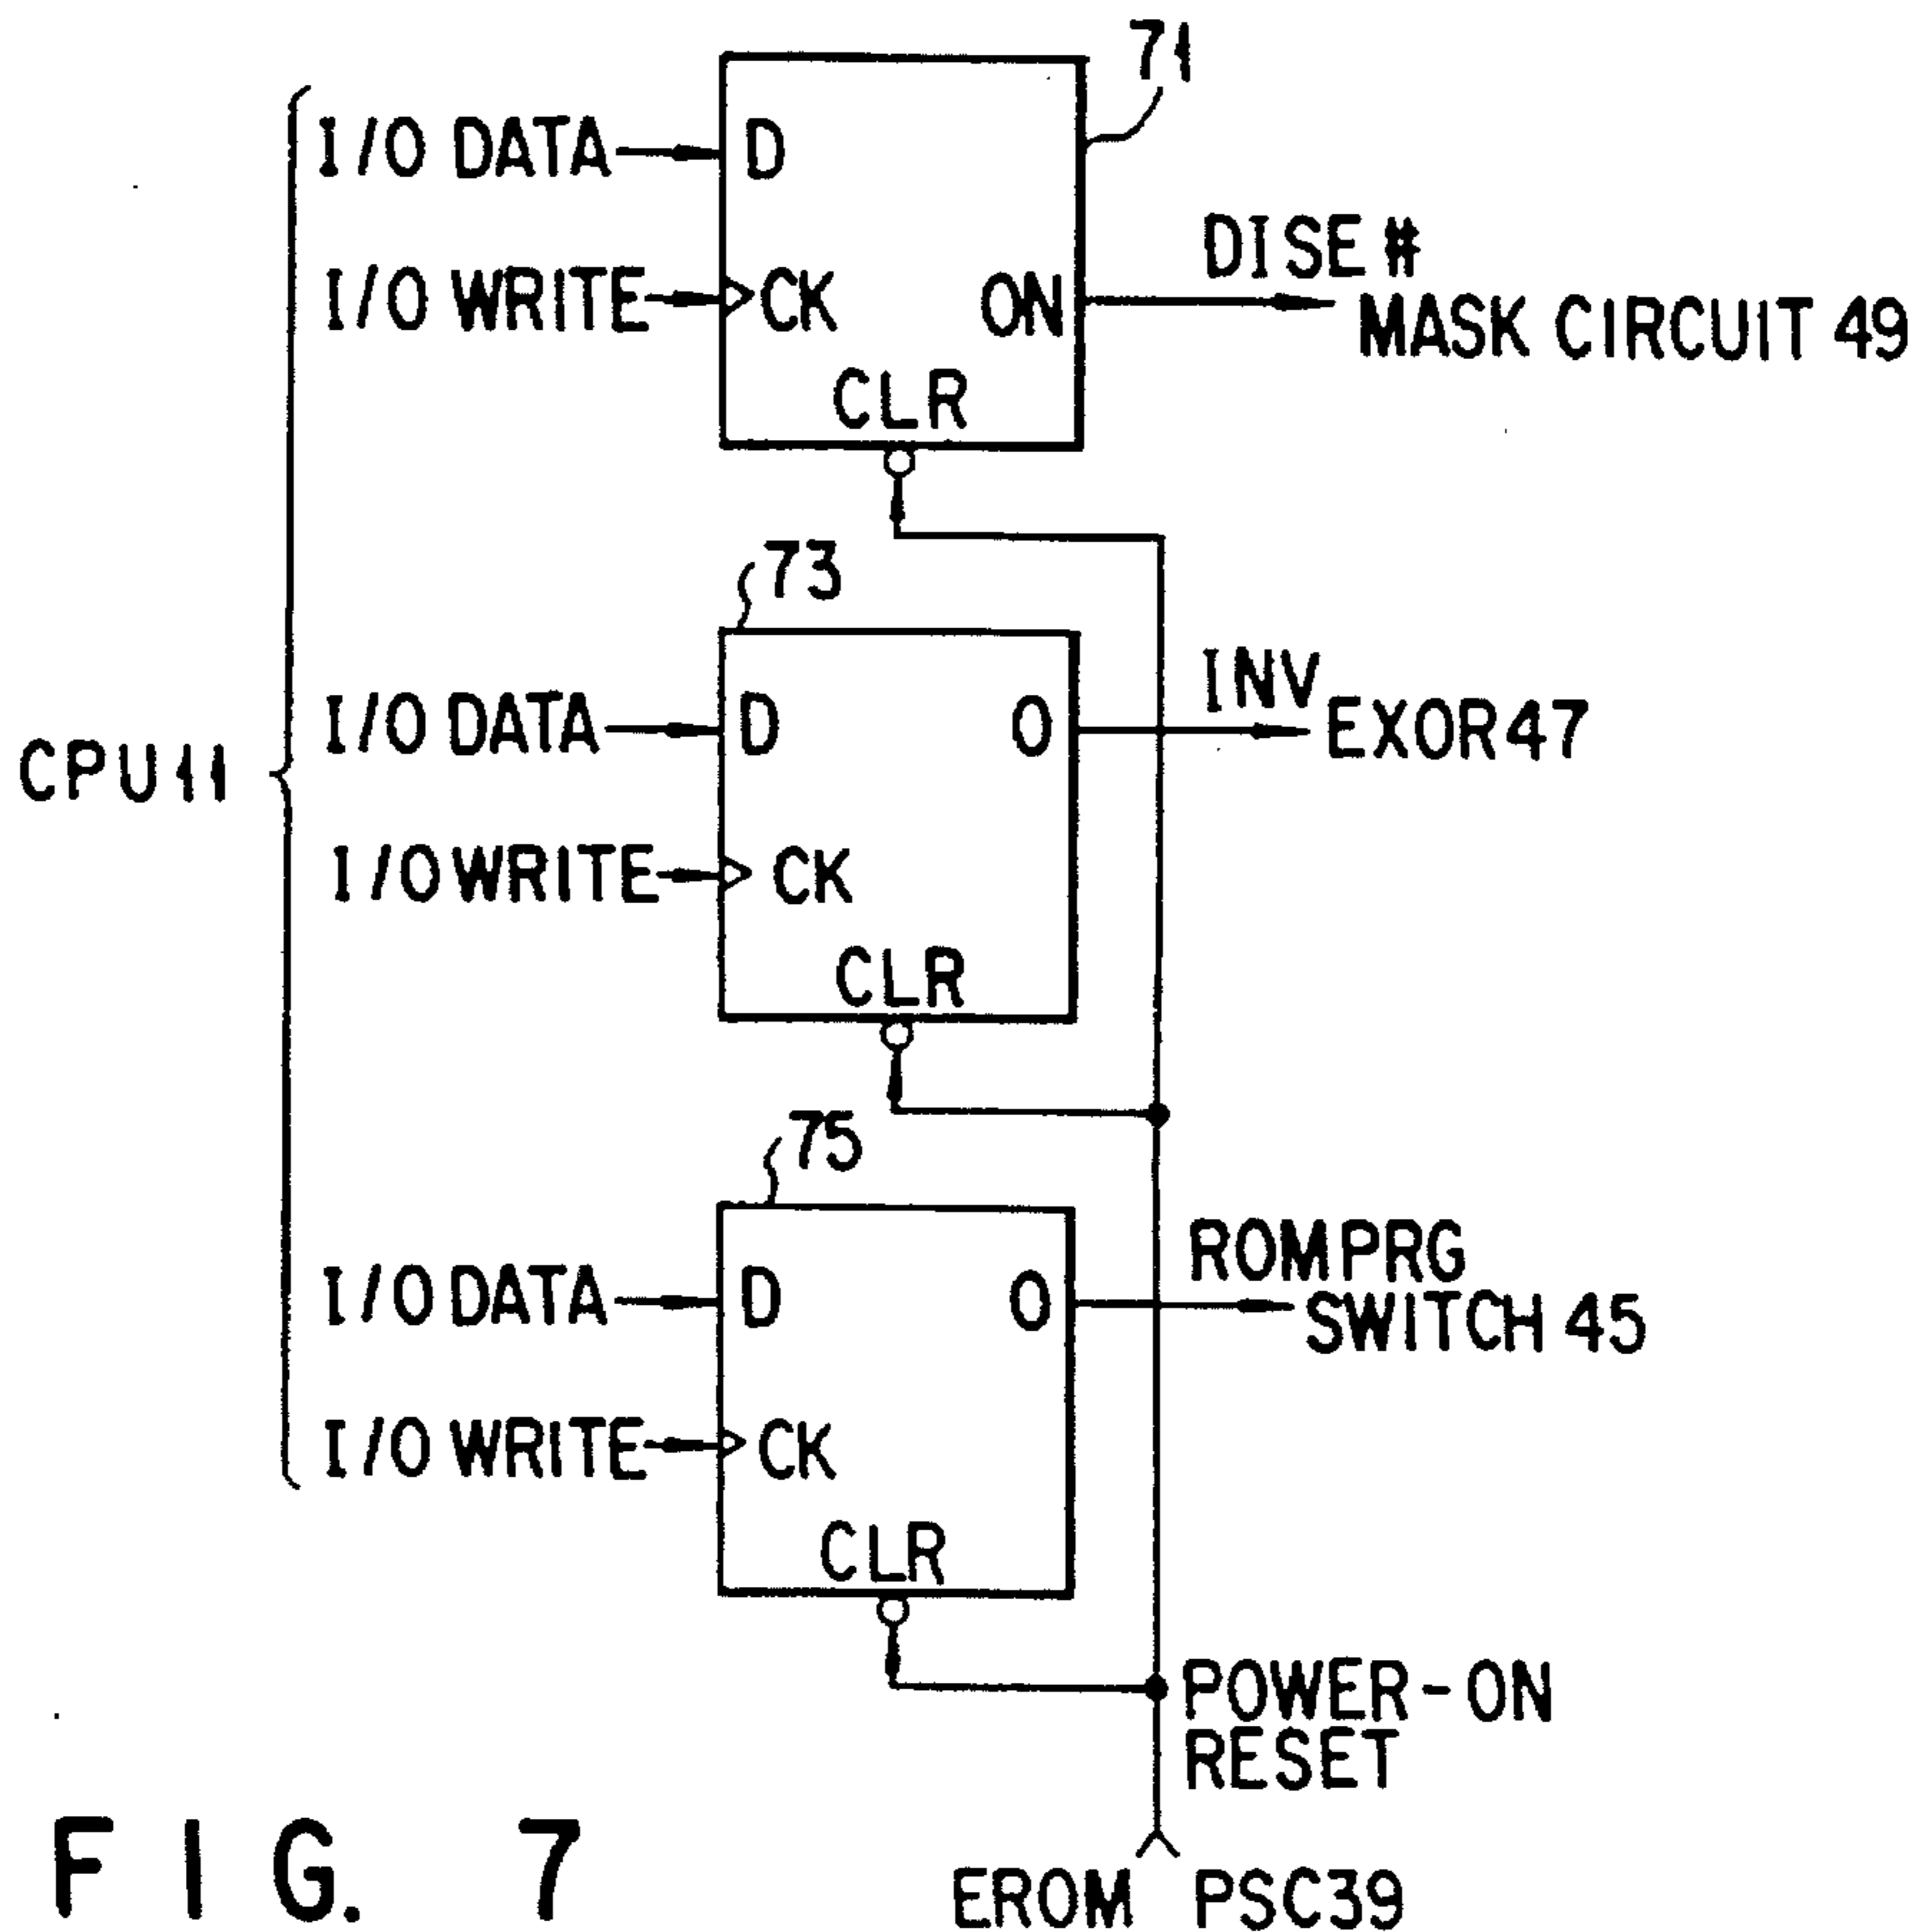 71
I/O DATA
D
DISE #
I/O WRITE
CK
ON
MASK CIRCUIT 49
CLR
73
INV
I/O DATA
D
O
EXOR47
CPU11
I/O WRITE
CK
CLR
75
ROMPRG
I/O DATA
D
O
SWITCH 45
I/O WRITE
CK
CLR
POWER-ON
RESET
FIG. 7
EROM PSC39